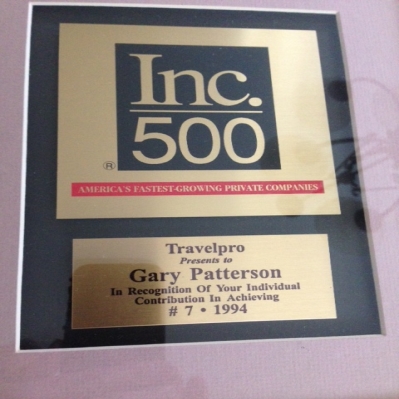 Inc.
500
®
AMERICA'S FASTEST-GROWING PRIVATE COMPANIES
Travelpro
Presents to
Gary Patterson
In Recognition Of Your Individual
Contribution In Achieving
# 7 • 1994